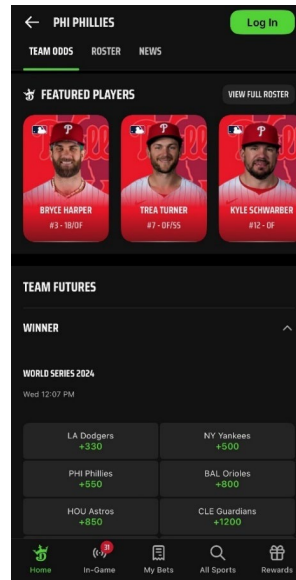 PHI PHILLIES
Log In
TEAM ODDS ROSTER NEWS
FEATURED PLAYERS
VIEW FULL ROSTER
BRYCE HARPER
#3 - 1B/OF
TREA TURNER
#7 - OF/SS
KYLE SCHWARBER
#12 - OF
TEAM FUTURES
WINNER
WORLD SERIES 2024
Wed 12:07 PM
LA Dodgers
+330
NY Yankees
+500
PHI Phillies
+550
BAL Orioles
+800
HOU Astros
+850
CLE Guardians
+1200
31
Home In-Game My Bets All Sports Rewards